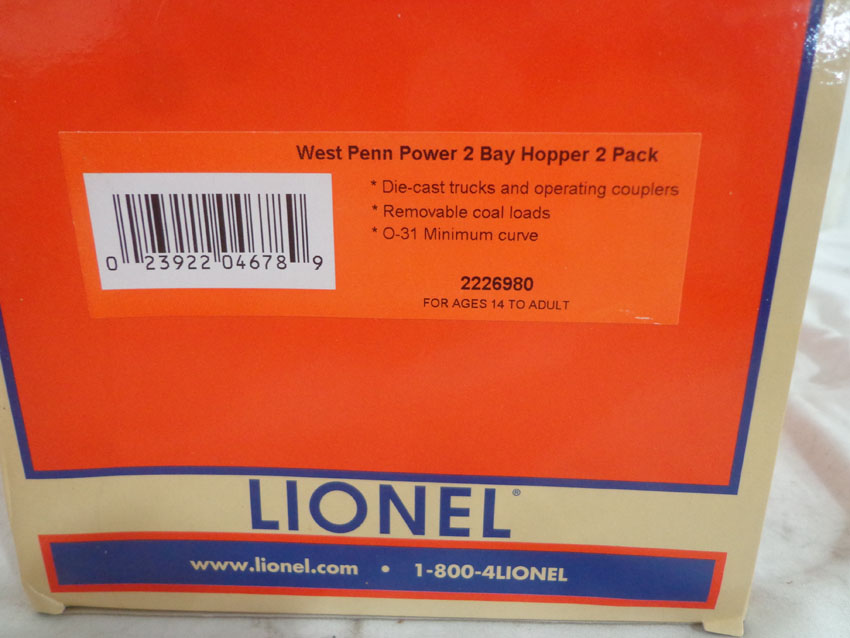 West Penn Power 2 Bay Hopper 2 Pack
* Die-cast trucks and operating couplers
* Removable coal loads
* O-31 Minimum curve
0 23922 04678 9
2226980
FOR AGES 14 TO ADULT
LIONEL®
www.lionel.com • 1-800-4LIONEL